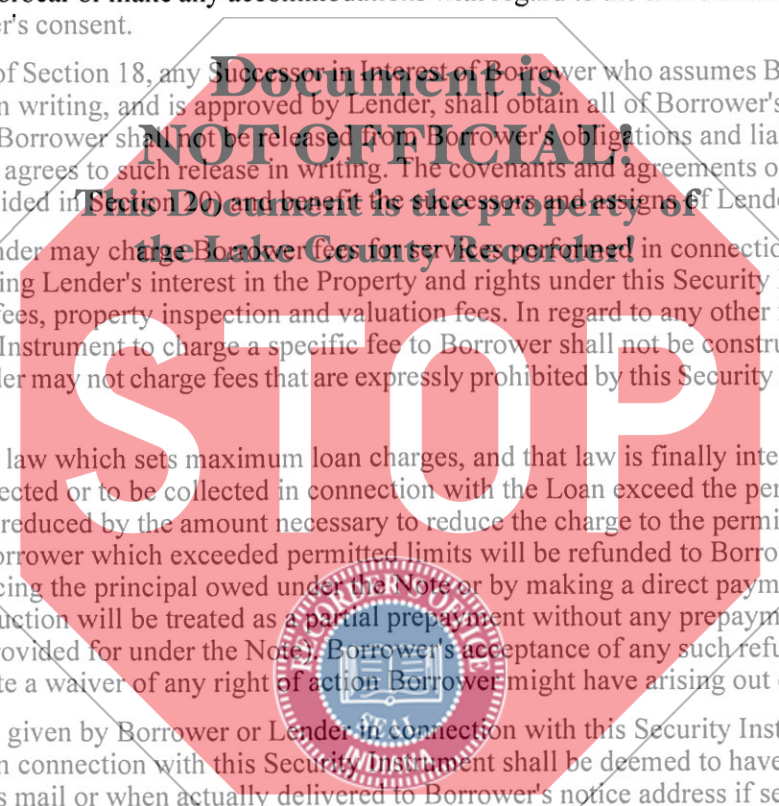 er's consent.
of Section 18, any Successor in Interest of Borrower who assumes B
n writing, and is approved by Lender, shall obtain all of Borrower's
Borrower shall not be released from Borrower's obligations and lia
agrees to such release in writing. The covenants and agreements o
ided in Section 20) and benefit the successors and assigns of Lende
Document is
NOT OFFICIAL!
This Document is the property of
the Lake County Recorder!
nder may charge Borrower fees for services performed in connectio
ing Lender's interest in the Property and rights under this Security
fees, property inspection and valuation fees. In regard to any other
Instrument to charge a specific fee to Borrower shall not be constru
der may not charge fees that are expressly prohibited by this Security
STOP
law which sets maximum loan charges, and that law is finally inte
ected or to be collected in connection with the Loan exceed the per
reduced by the amount necessary to reduce the charge to the permi
orrower which exceeded permitted limits will be refunded to Borro
cing the principal owed under the Note or by making a direct paym
uction will be treated as a partial prepayment without any prepaym
rovided for under the Note). Borrower's acceptance of any such refu
te a waiver of any right of action Borrower might have arising out
given by Borrower or Lender in connection with this Security Inst
n connection with this Security Instrument shall be deemed to have
s mail or when actually delivered to Borrower's notice address if se
RECORDER'S OFFICE
SEAL
INDIANA